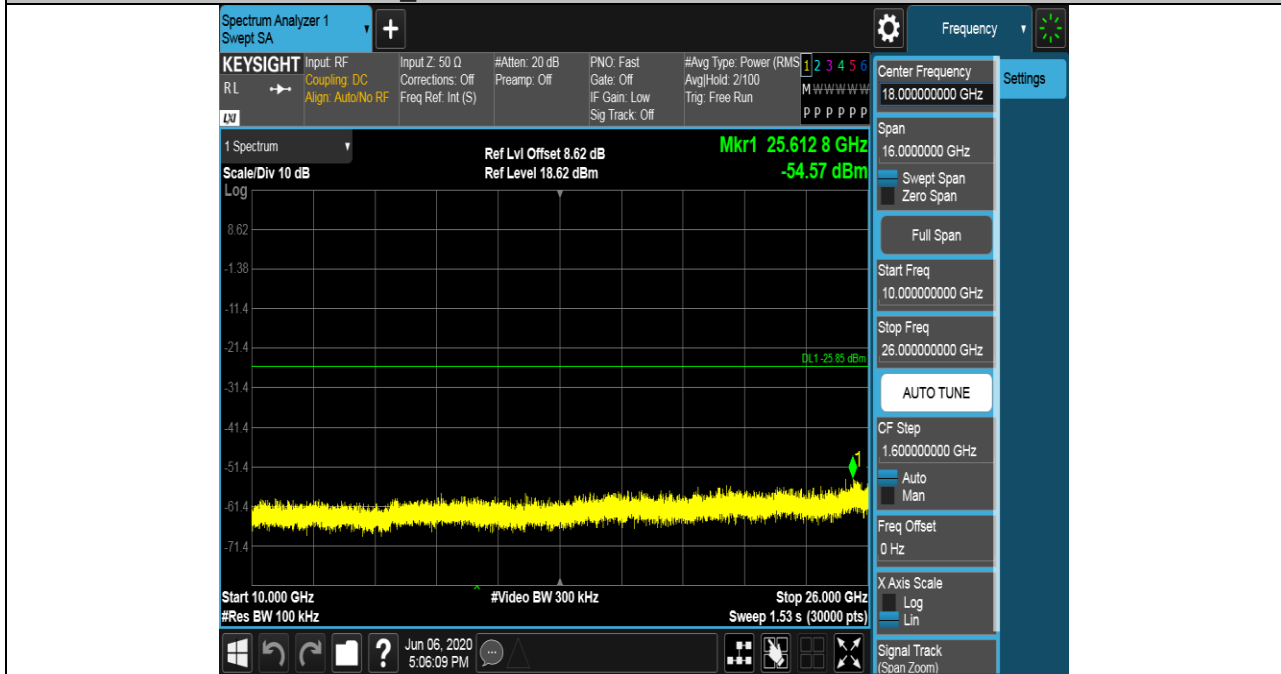 Spectrum Analyzer 1
Swept SA
+
Frequency
KEYSIGHT
RL
LXI
Input: RF
Coupling: DC
Align: Auto/No RF
Input Z: 50 Ω
Corrections: Off
Freq Ref: Int (S)
#Atten: 20 dB
Preamp: Off
PNO: Fast
Gate: Off
IF Gain: Low
Sig Track: Off
#Avg Type: Power (RMS
Avg|Hold: 2/100
Trig: Free Run
1 2 3 4 5 6
M W W W W W
P P P P P P
1 Spectrum
Scale/Div 10 dB
Log
Ref Lvl Offset 8.62 dB
Ref Level 18.62 dBm
Mkr1 25.612 8 GHz
-54.57 dBm
8.62
-1.38
-11.4
-21.4
DL1 -25.85 dBm
-31.4
-41.4
-51.4
1
-61.4
-71.4
Start 10.000 GHz
#Res BW 100 kHz
#Video BW 300 kHz
Stop 26.000 GHz
Sweep 1.53 s (30000 pts)
?
Jun 06, 2020
5:06:09 PM
Center Frequency
18.000000000 GHz
Span
16.0000000 GHz
Swept Span
Zero Span
Full Span
Start Freq
10.000000000 GHz
Stop Freq
26.000000000 GHz
AUTO TUNE
CF Step
1.600000000 GHz
Auto
Man
Freq Offset
0 Hz
X Axis Scale
Log
Lin
Signal Track
(Span Zoom)
Settings